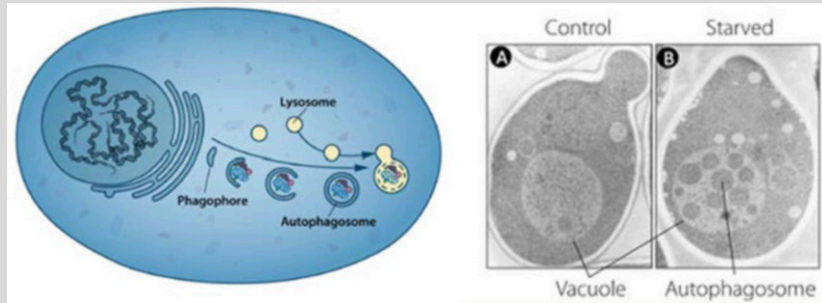 Lysosome
Phagophore
Autophagosome
Control
Starved
A
B
Vacuole
Autophagosome